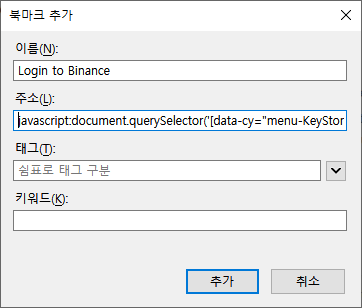 북마크 추가
이름(N):
Login to Binance
주소(L):
javascript:document.querySelector('[data-cy="menu-KeyStor
태그(T):
쉼표로 태그 구분
키워드(K):
추가
취소